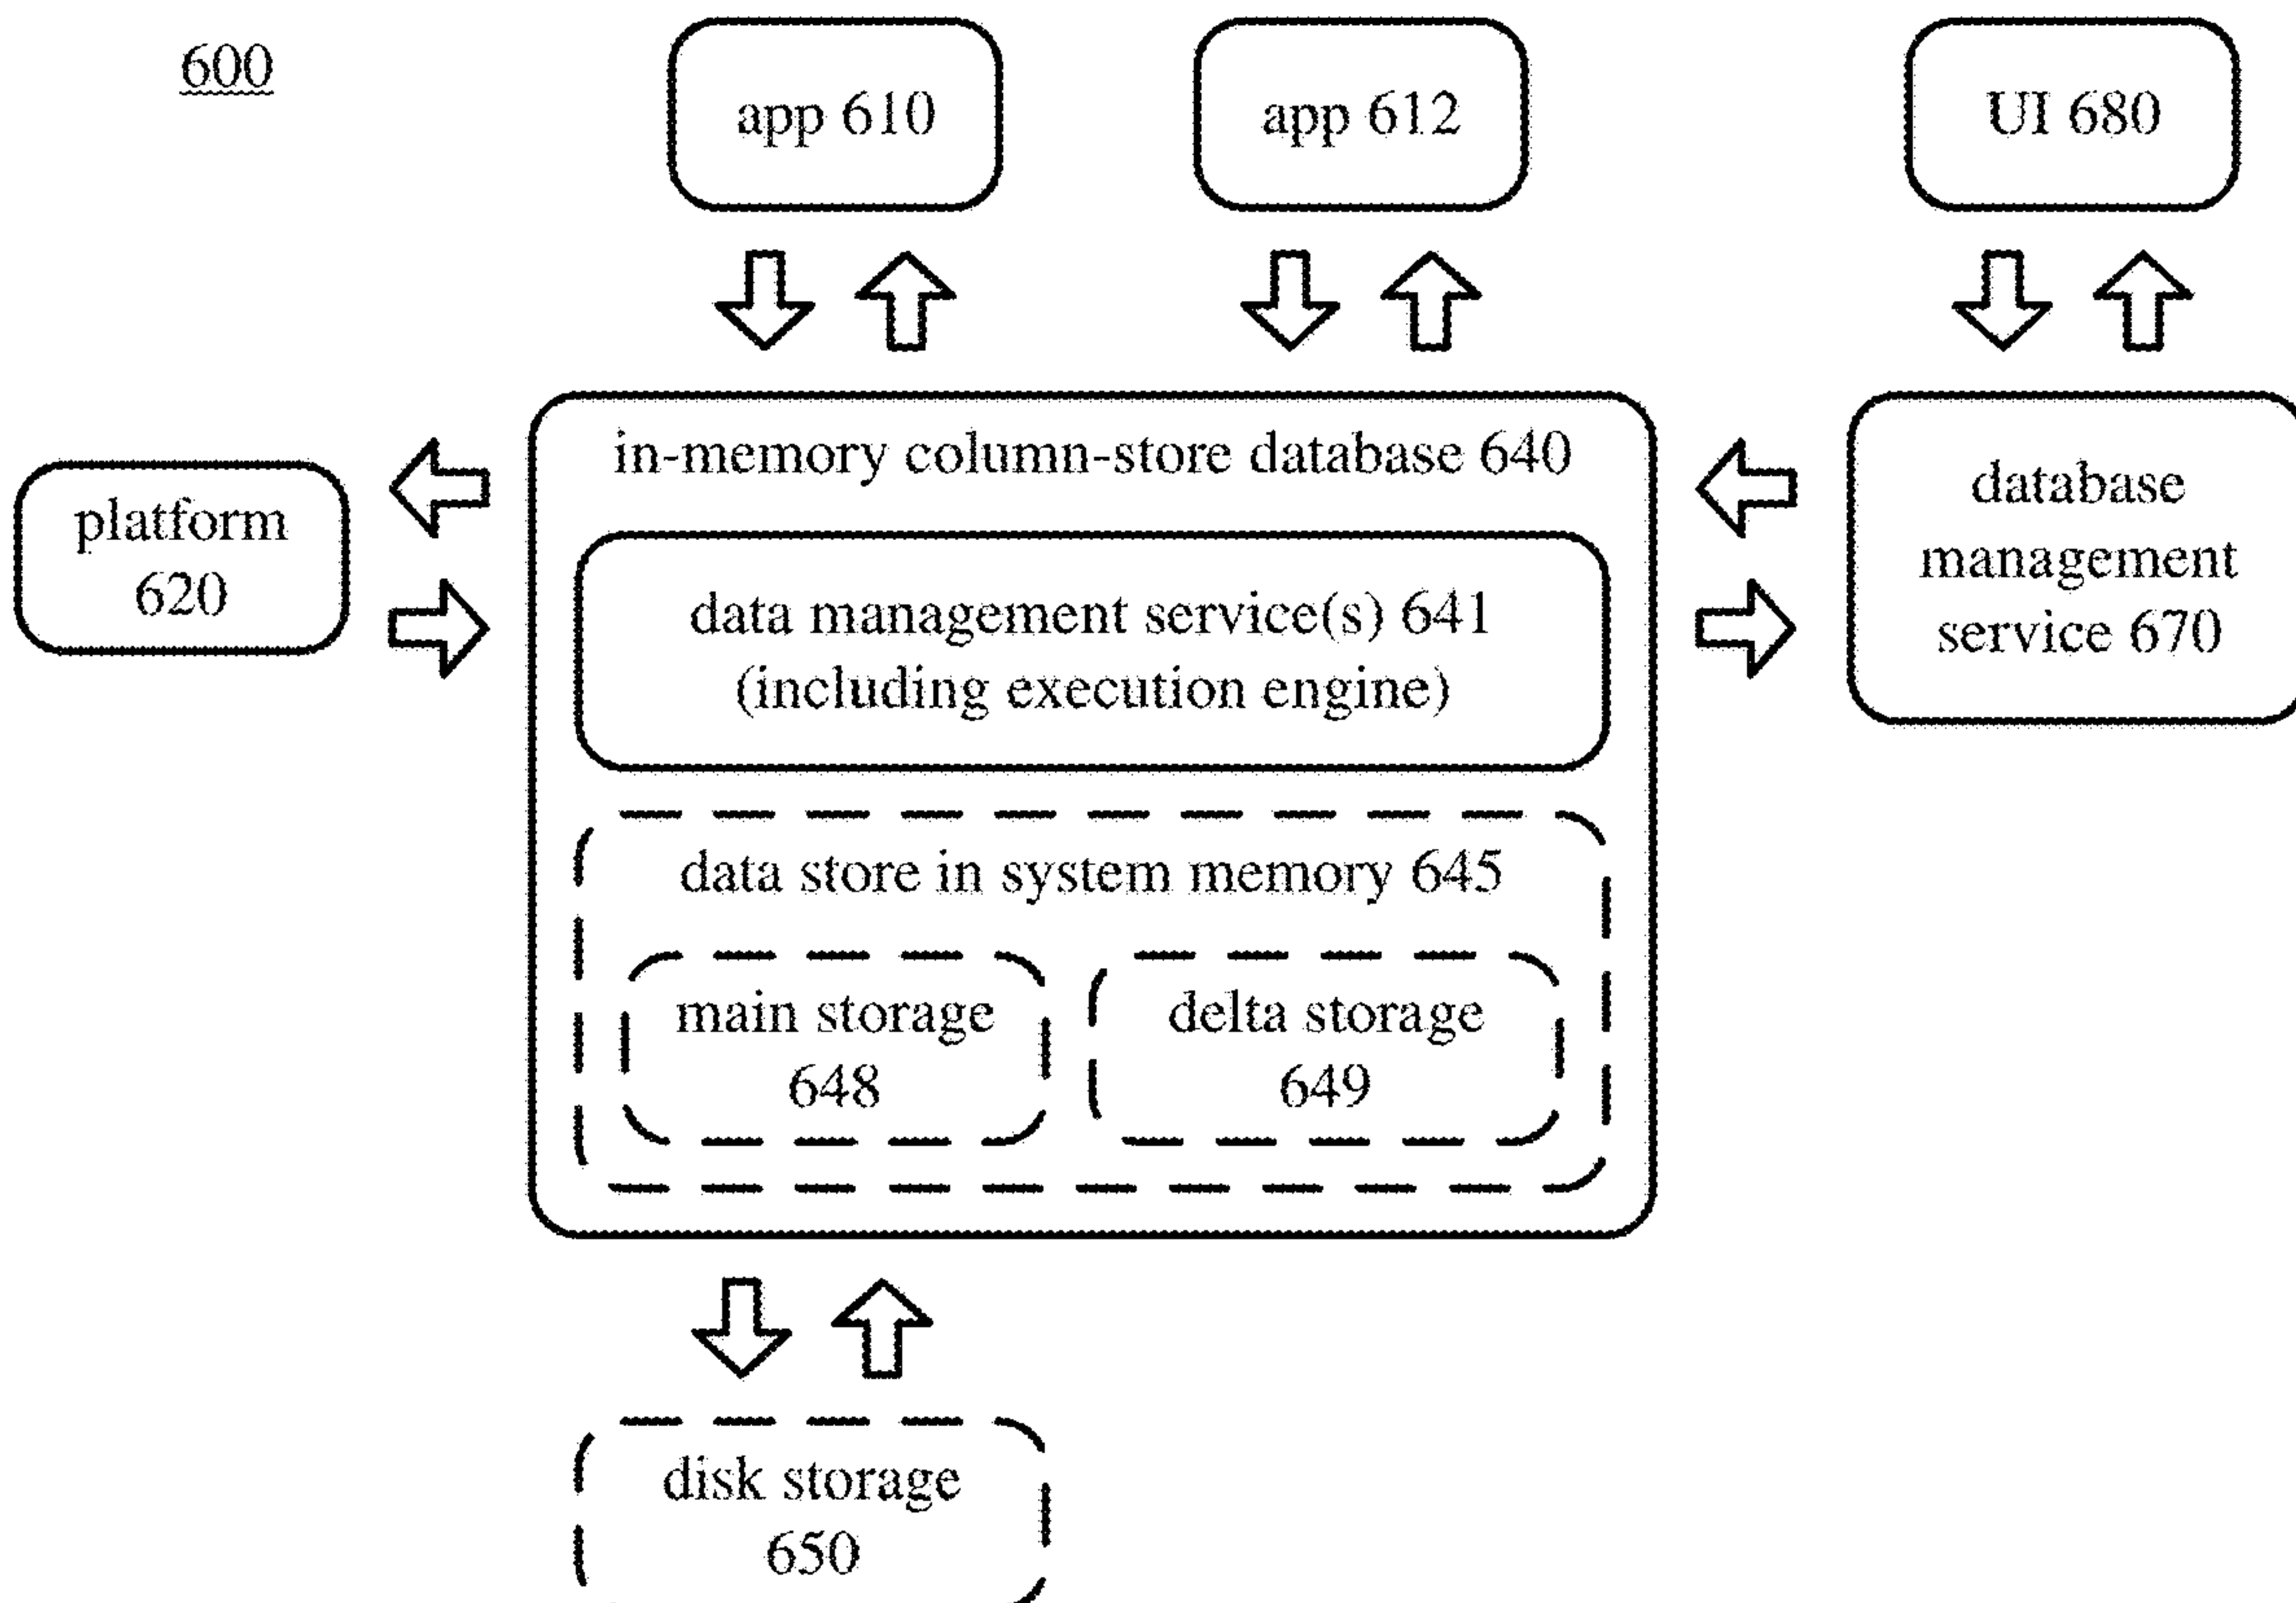 600
app 610
app 612
UI 680
platform
620
in-memory column-store database 640
data management service(s) 641
(including execution engine)
data store in system memory 645
main storage
648
delta storage
649
database
management
service 670
disk storage
650